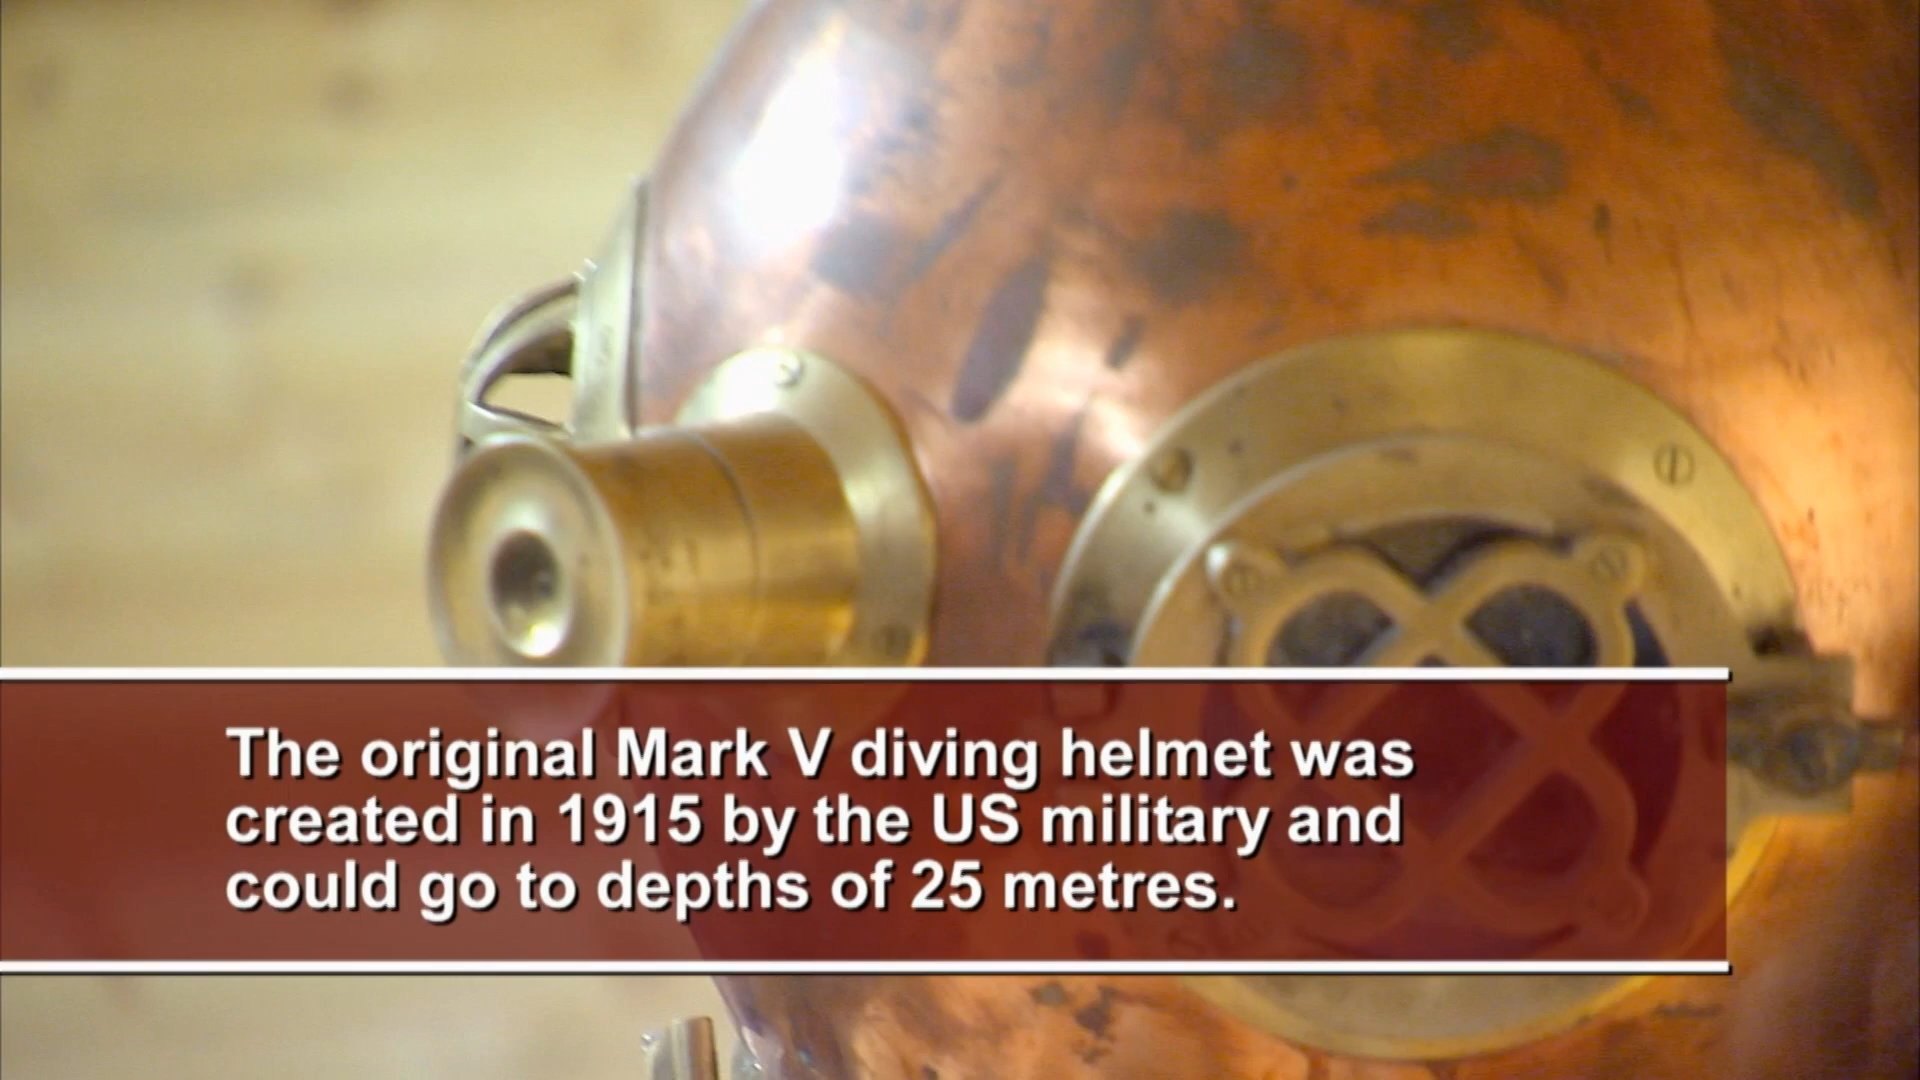 The original Mark V diving helmet was
created in 1915 by the US military and
could go to depths of 25 metres.